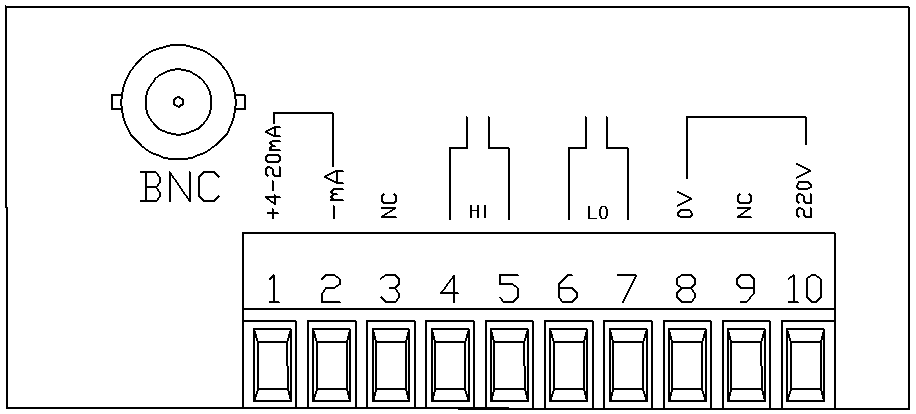 BNC
+4-20mA
-mA
NC
HI
LO
0V
NC
220V
1 2 3 4 5 6 7 8 9 10